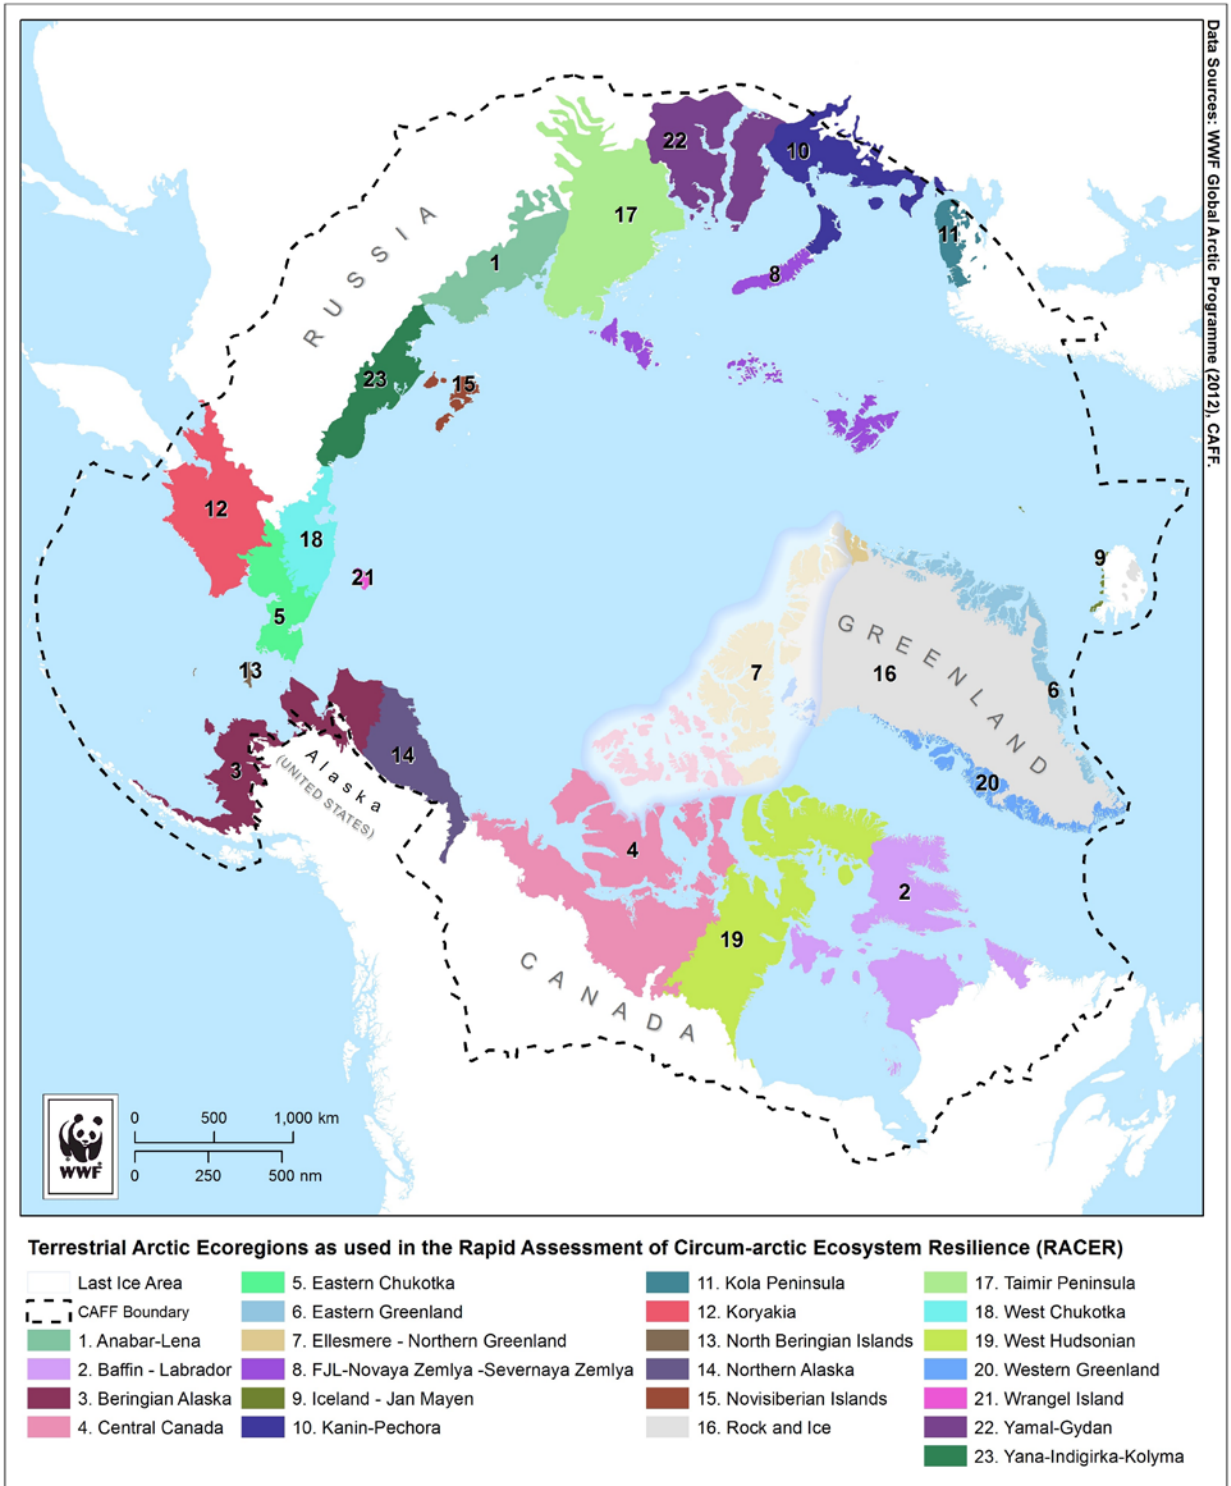 Data Sources: WWF Global Arctic Programme (2012), CAFF.
22
10
17
11
RUSSIA
1
8
23
15
12
18
9
21
5
GREENLAND
7
16
13
6
14
3
Alaska
(UNITED STATES)
20
4
2
19
CANADA
0 500 1,000 km
0 250 500 nm
WWF
Terrestrial Arctic Ecoregions as used in the Rapid Assessment of Circum-arctic Ecosystem Resilience (RACER)
Last Ice Area
CAFF Boundary
1. Anabar-Lena
2. Baffin - Labrador
3. Beringian Alaska
4. Central Canada
5. Eastern Chukotka
6. Eastern Greenland
7. Ellesmere - Northern Greenland
8. FJL-Novaya Zemlya -Severnaya Zemlya
9. Iceland - Jan Mayen
10. Kanin-Pechora
11. Kola Peninsula
12. Koryakia
13. North Beringian Islands
14. Northern Alaska
15. Novisiberian Islands
16. Rock and Ice
17. Taimir Peninsula
18. West Chukotka
19. West Hudsonian
20. Western Greenland
21. Wrangel Island
22. Yamal-Gydan
23. Yana-Indigirka-Kolyma